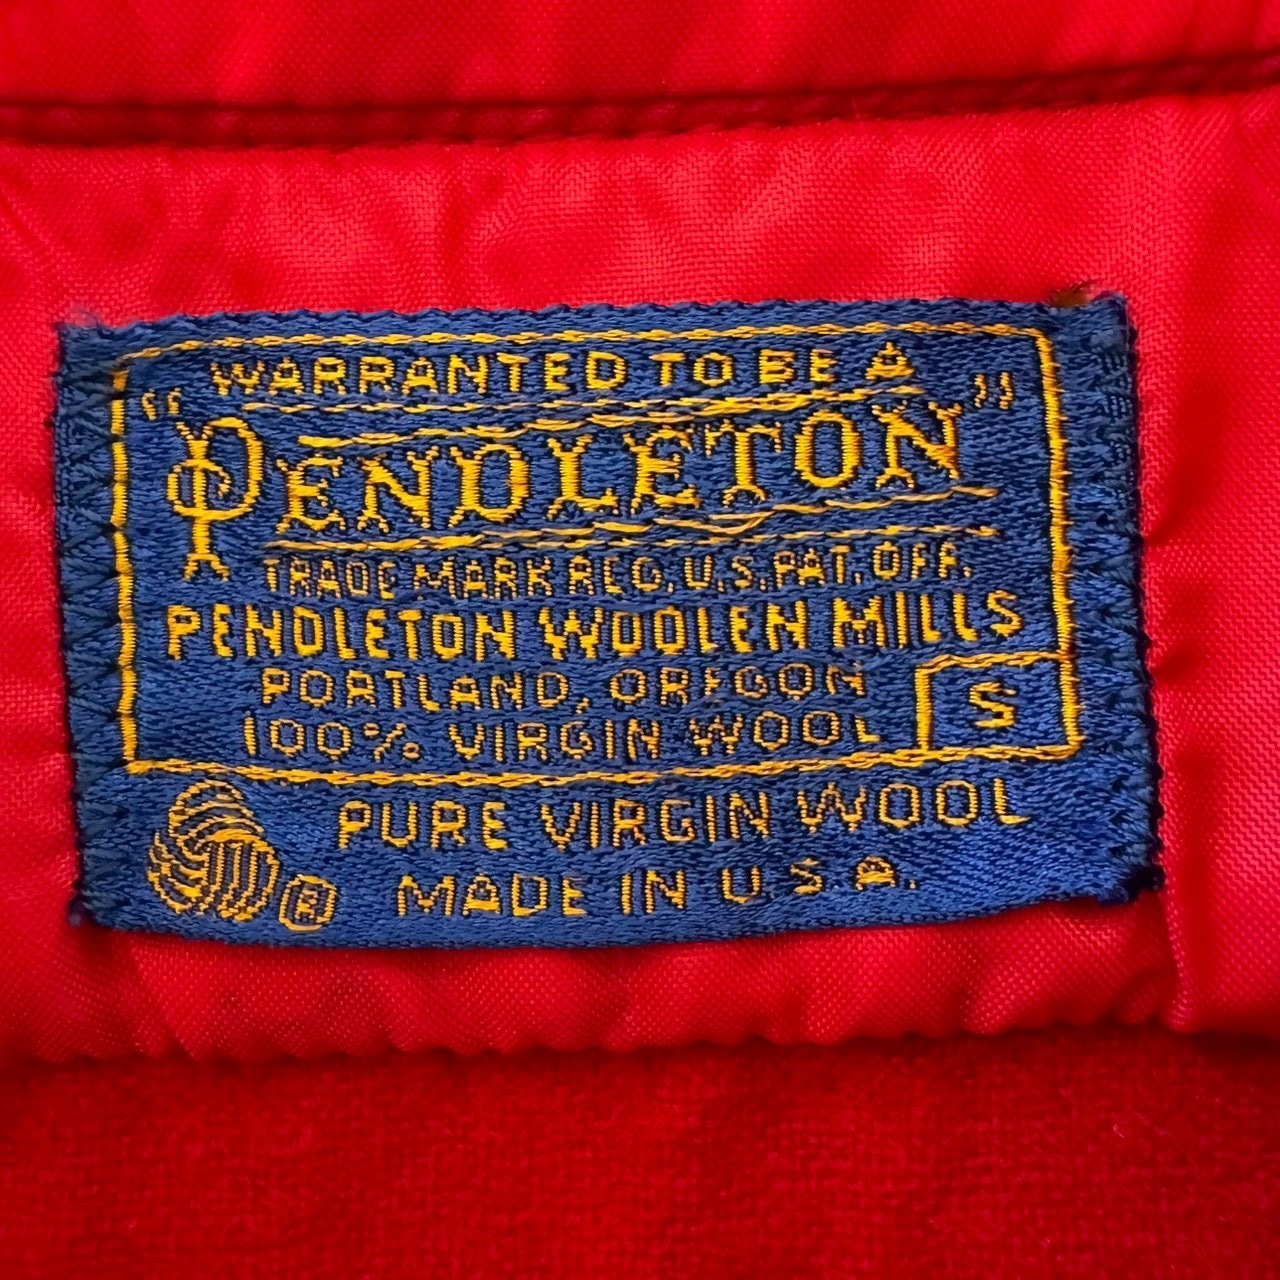 WARRANTED TO BE A
"PENDLETON"
TRADE MARK REG. U.S. PAT. OFF.
PENDLETON WOOLEN MILLS
PORTLAND, OREGON
100% VIRGIN WOOL
S
PURE VIRGIN WOOL
® MADE IN U.S.A.